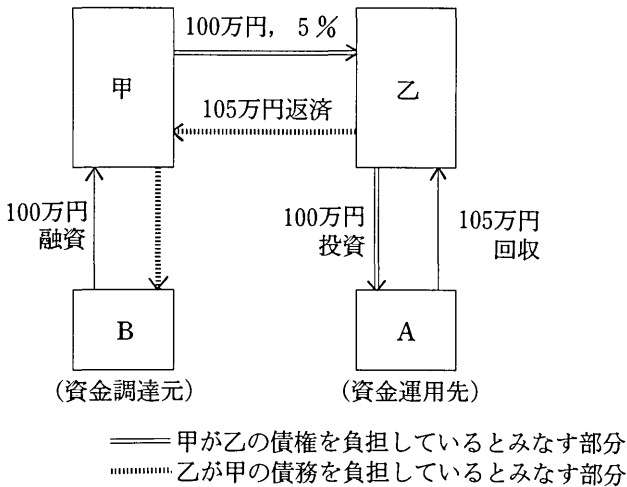 100万円，5％
甲
乙
105万円返済
100万円
融資
100万円
投資
105万円
回収
B
A
(資金調達元)
(資金運用先)
甲が乙の債権を負担しているとみなす部分
乙が甲の債務を負担しているとみなす部分